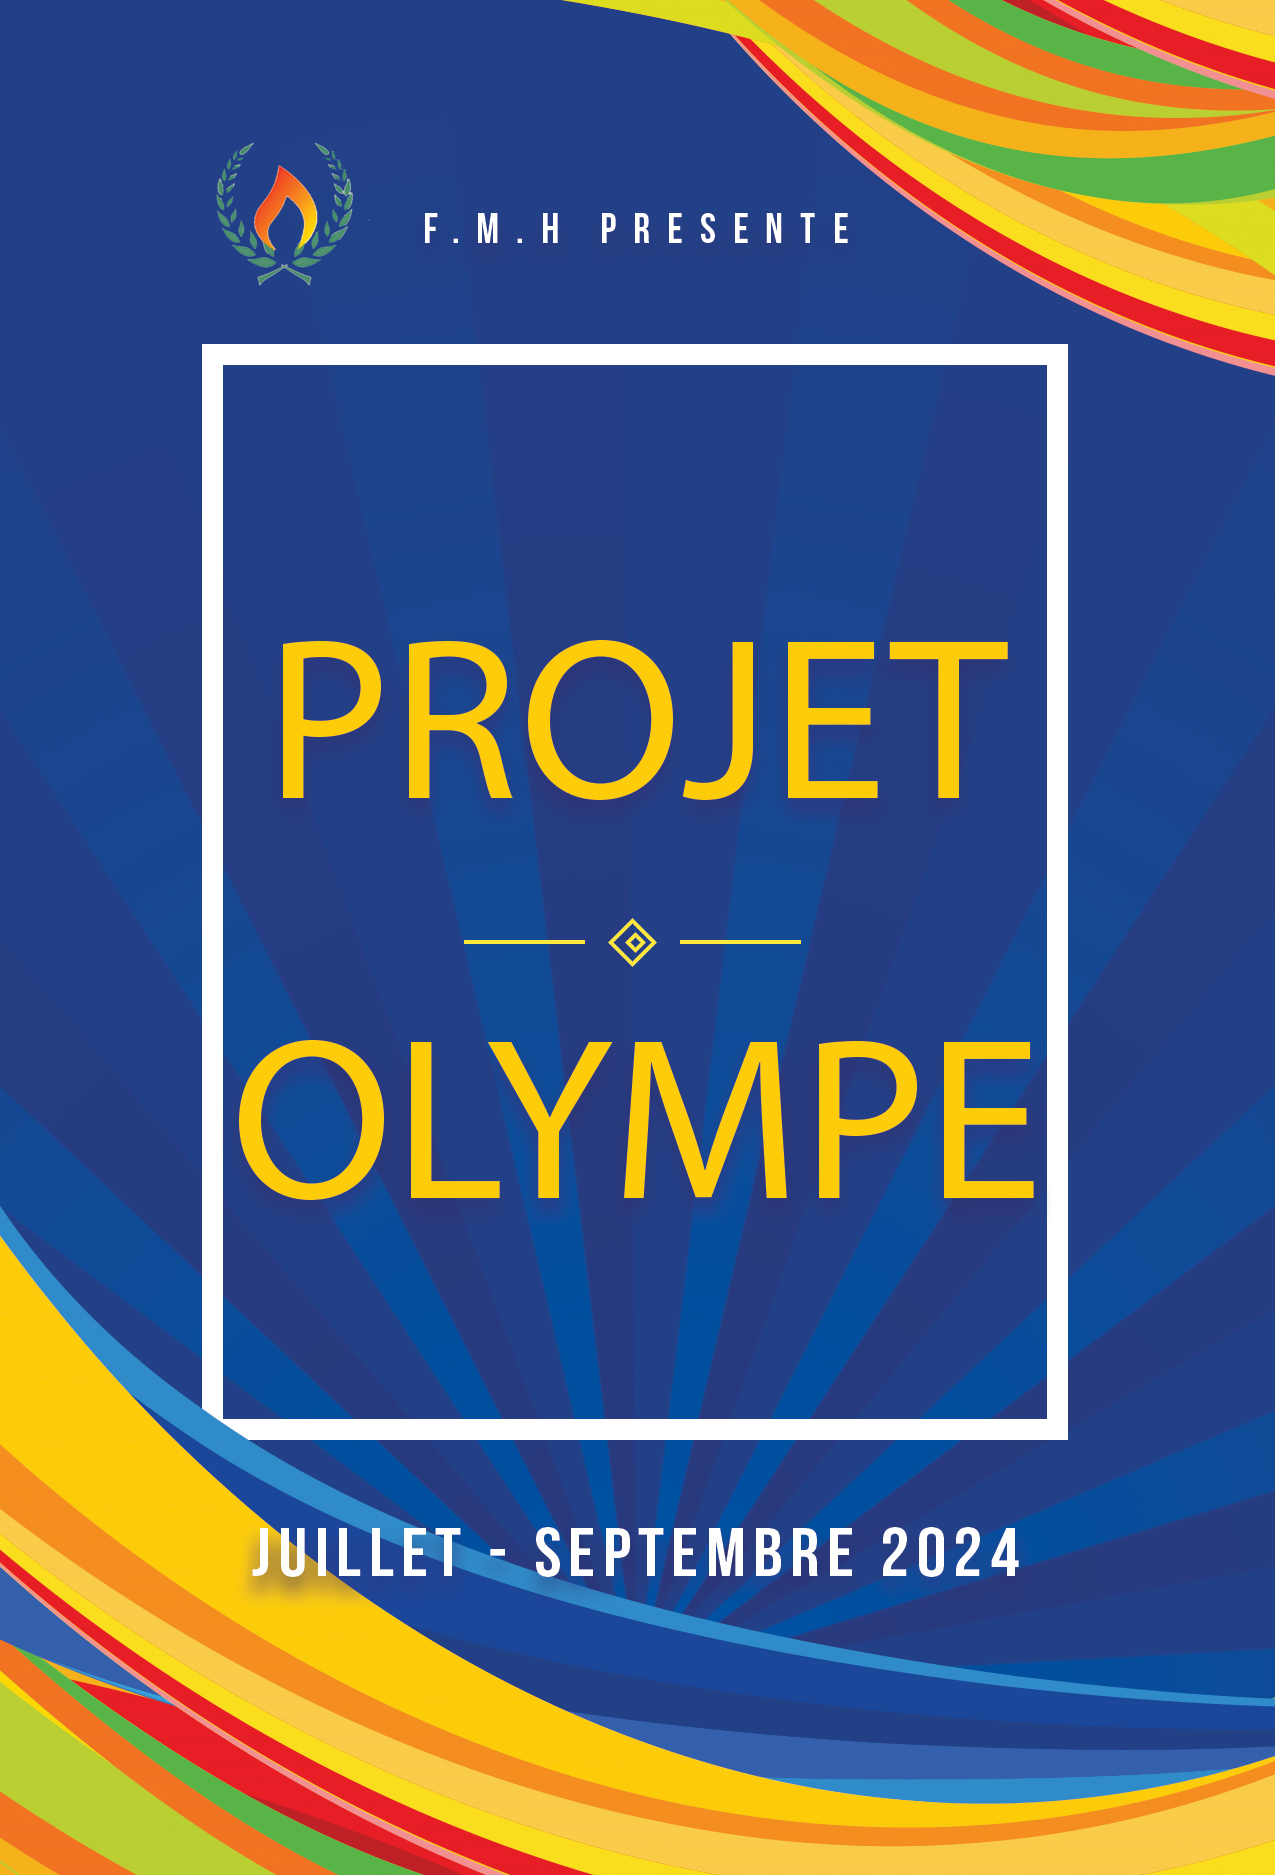 F.M.H PRESENTE
PROJET
OLYMPE
JUILLET - SEPTEMBRE 2024